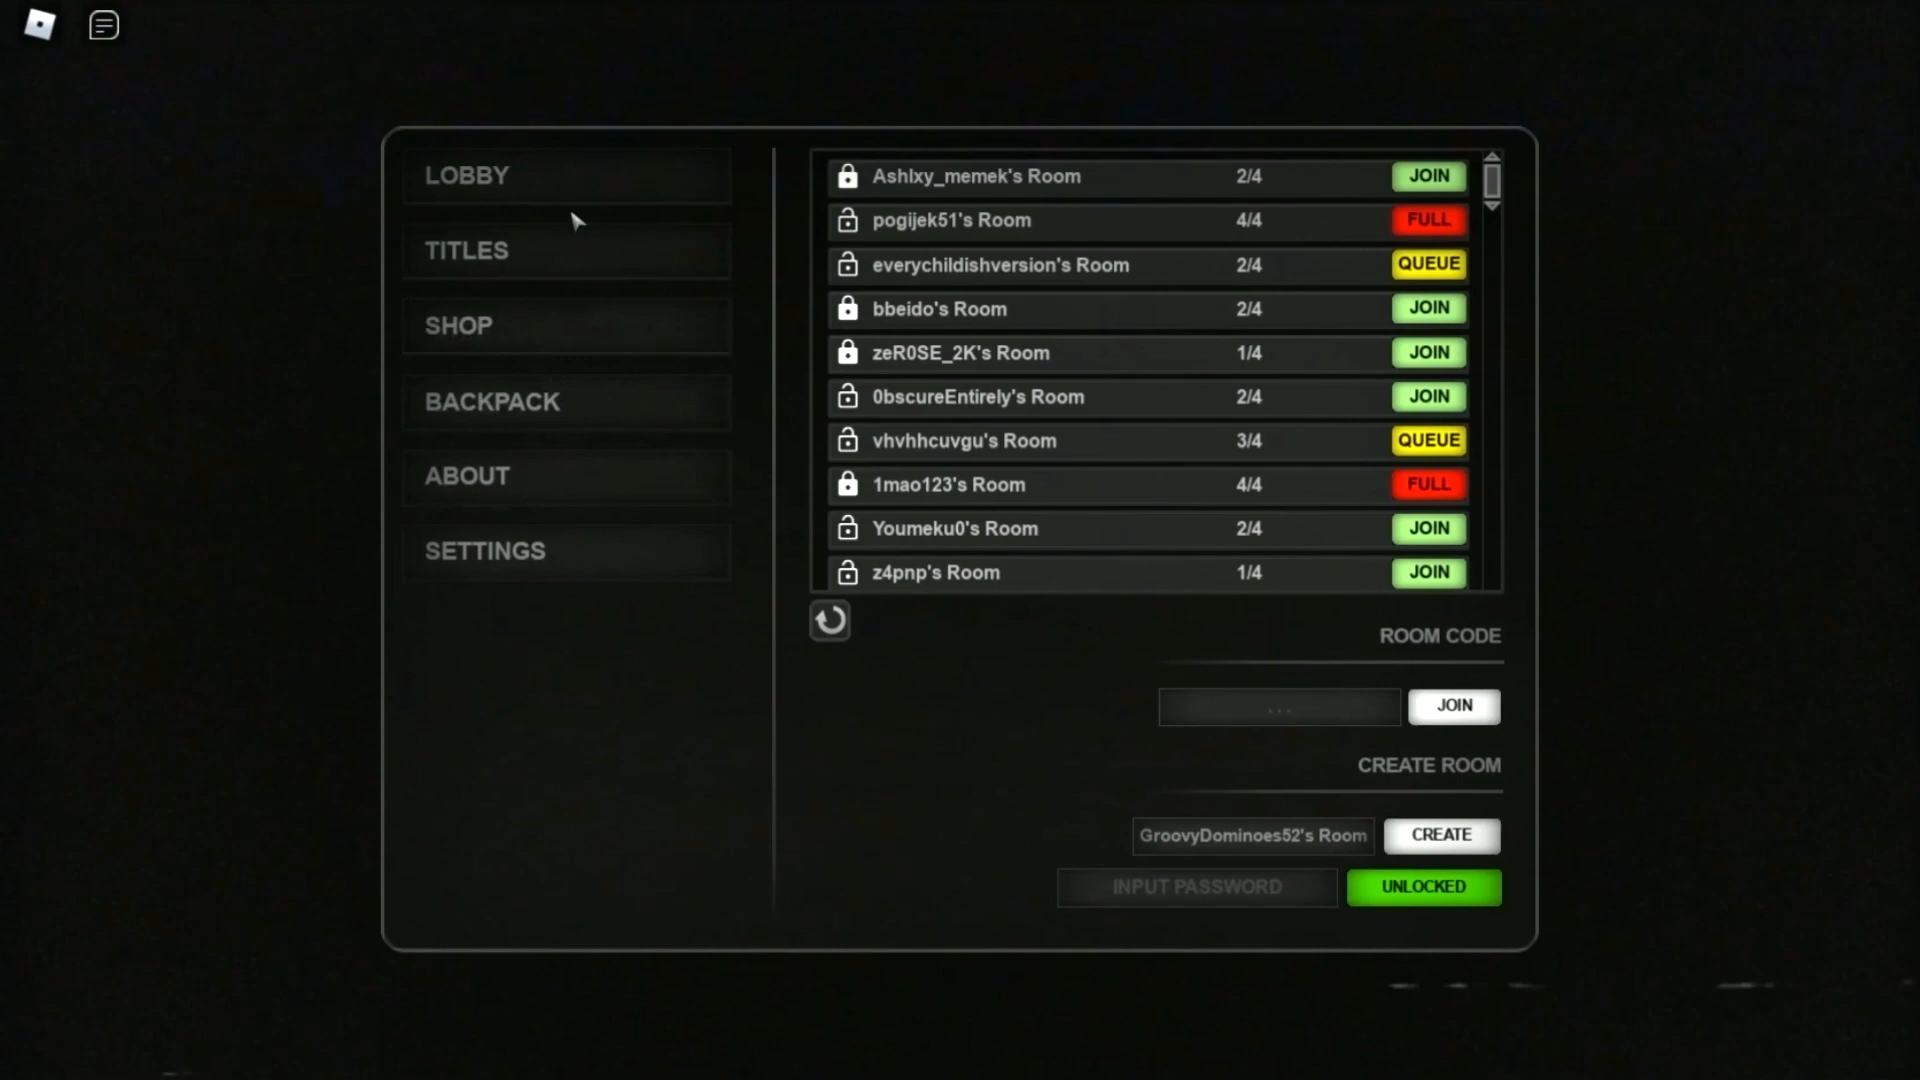 LOBBY
TITLES
SHOP
BACKPACK
ABOUT
SETTINGS
Ashlxy_memek's Room 2/4 JOIN
pogijek51's Room 4/4 FULL
everychildishversion's Room 2/4 QUEUE
bbeido's Room 2/4 JOIN
zeR0SE_2K's Room 1/4 JOIN
0bscureEntirely's Room 2/4 JOIN
vhvhhcuvgu's Room 3/4 QUEUE
1mao123's Room 4/4 FULL
Youmeku0's Room 2/4 JOIN
z4pnp's Room 1/4 JOIN
ROOM CODE
... JOIN
CREATE ROOM
GroovyDominoes52's Room CREATE
INPUT PASSWORD UNLOCKED